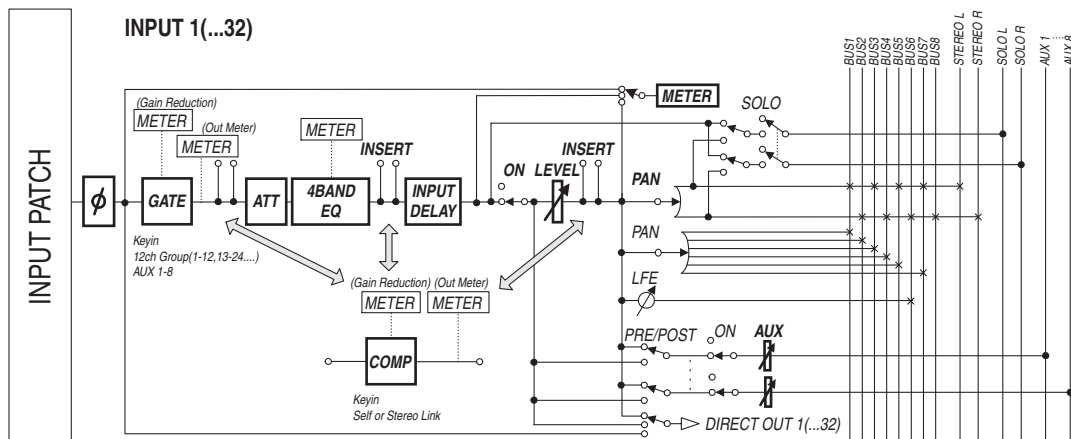 INPUT 1(...32)
INPUT PATCH
BUS1
BUS2
BUS3
BUS4
BUS5
BUS6
BUS7
BUS8
STEREO L
STEREO R
SOLO L
SOLO R
AUX 1
AUX 8
(Gain Reduction)
METER
(Out Meter)
METER
METER
INSERT
METER
SOLO
ON
LEVEL
INSERT
PAN
ϕ
GATE
ATT
4BAND
EQ
INPUT
DELAY
Keyin
12ch Group(1-12,13-24....)
AUX 1-8
PAN
(Gain Reduction)
(Out Meter)
METER
METER
LFE
COMP
Keyin
Self or Stereo Link
PRE/POST
ON
AUX
DIRECT OUT 1(...32)